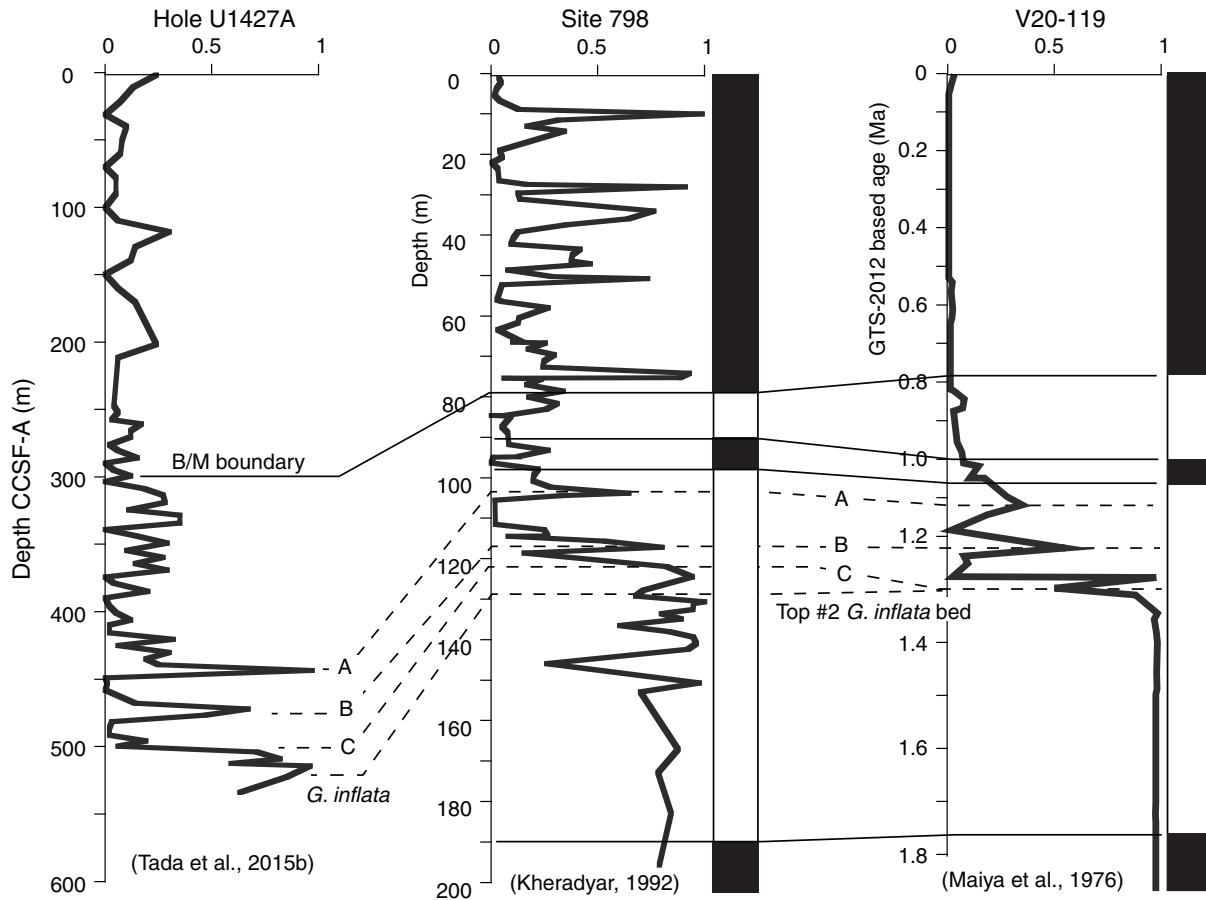 Hole U1427A
0 0.5 1
0
100
200
300
400
500
600
Depth CCSF-A (m)
B/M boundary
A
B
C
G. inflata
(Tada et al., 2015b)
Site 798
0 0.5 1
0
20
40
60
80
100
120
140
160
180
200
Depth (m)
(Kheradyar, 1992)
A
B
C
Top #2 G. inflata bed
V20-119
0 0.5 1
0
0.2
0.4
0.6
0.8
1.0
1.2
1.4
1.6
1.8
GTS-2012 based age (Ma)
(Maiya et al., 1976)